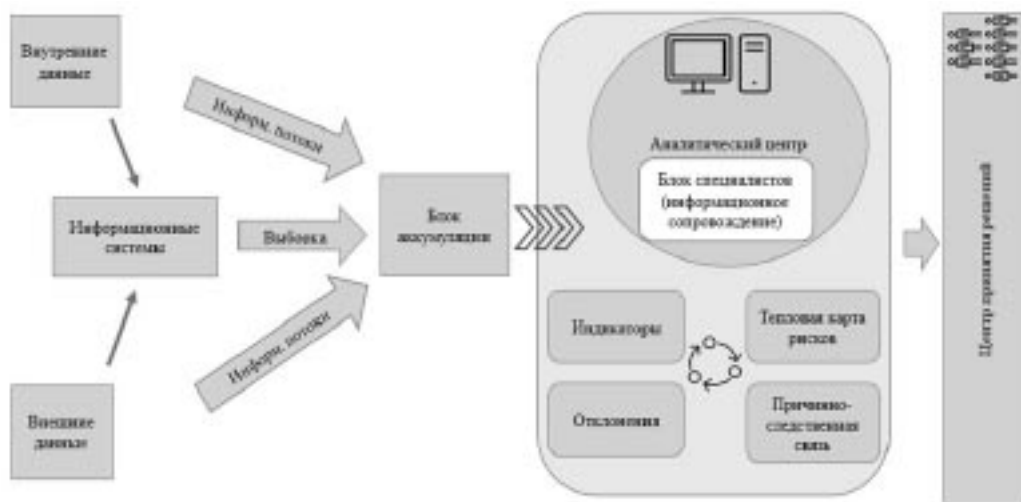 Внутренние
данные
Информ. потоки
Информационные
системы
Выборка
Блок
аккумуляции
Информ. потоки
Внешние
данные
Аналитический центр
Блок специалистов
(информационное
сопровождение)
Индикаторы
Тепловая карта
рисков
Отклонения
Причинно-
следственная
связь
Центр принятия решений